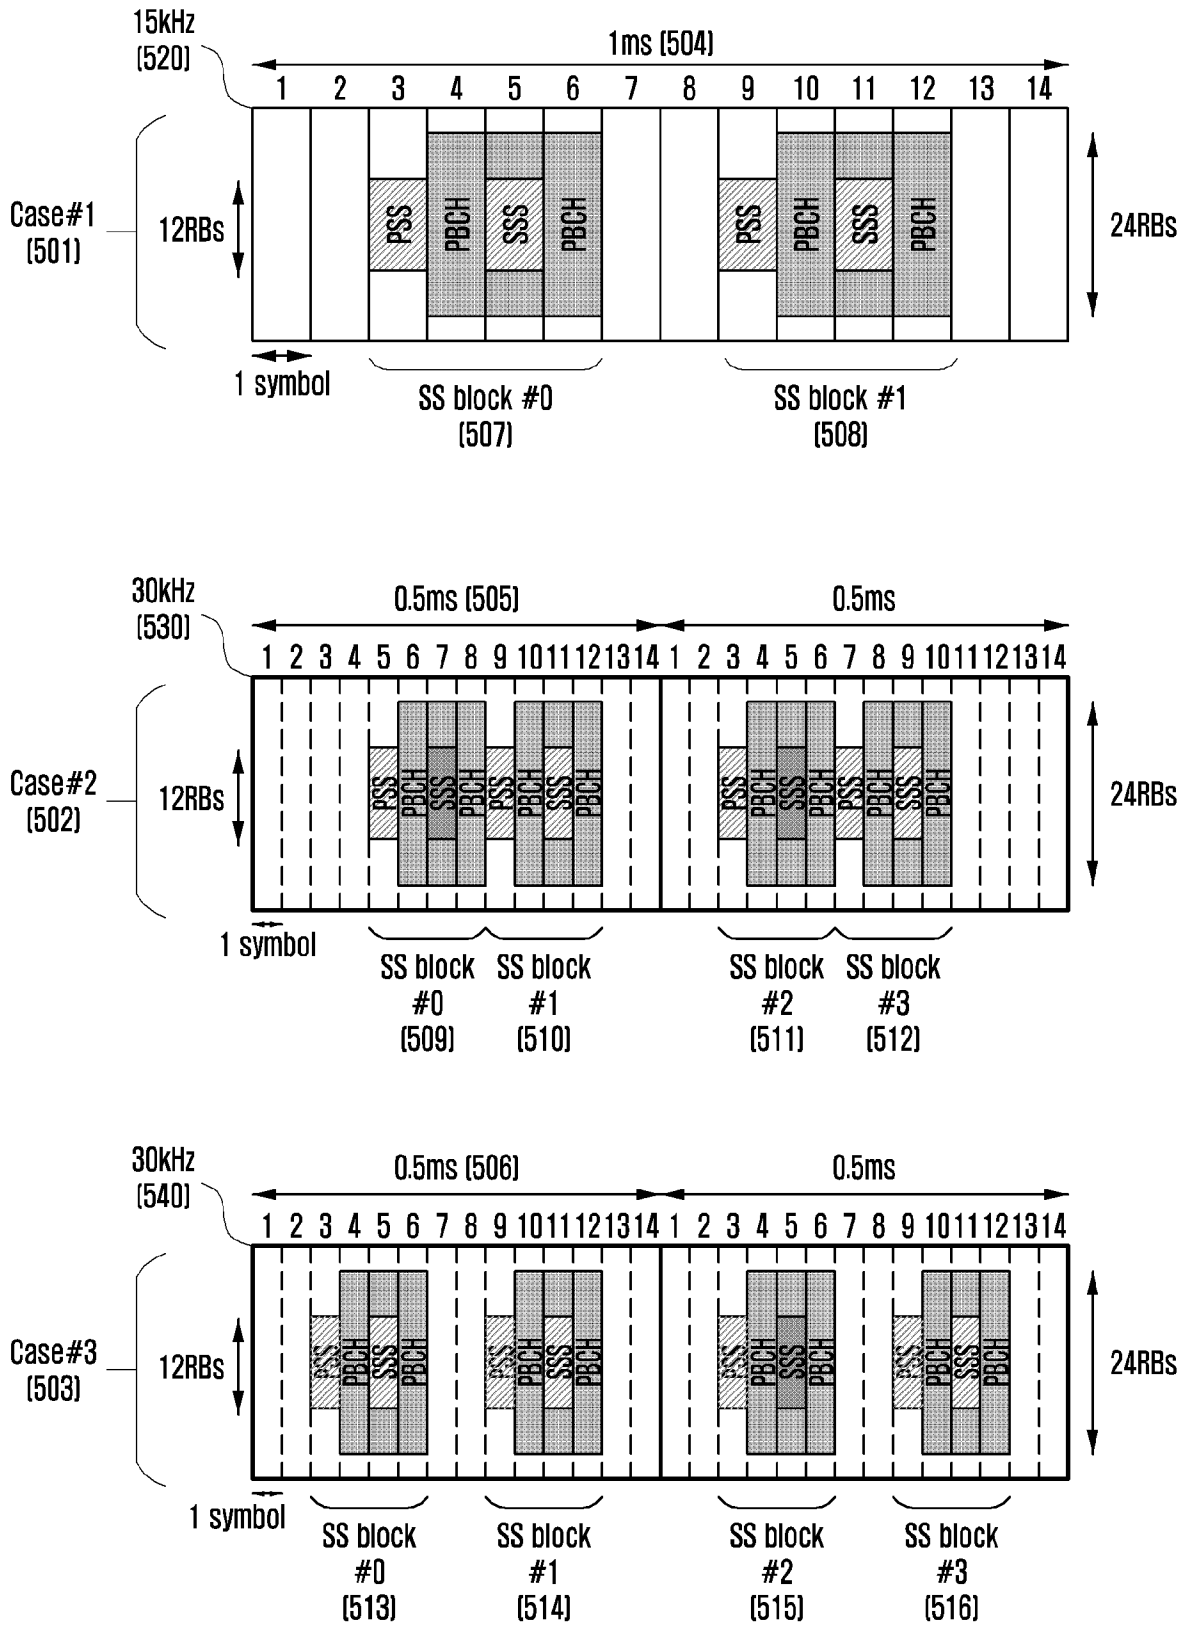 15kHz
(520)
1ms (504)
1 2 3 4 5 6 7 8 9 10 11 12 13 14
Case#1
(501)
12RBs
PSS PBCH SSS PBCH PSS PBCH SSS PBCH
24RBs
1 symbol
SS block #0
(507)
SS block #1
(508)
30kHz
(530)
0.5ms (505) 0.5ms
1 2 3 4 5 6 7 8 9 10 11 12 13 14 1 2 3 4 5 6 7 8 9 10 11 12 13 14
Case#2
(502)
12RBs
PSS PBCH SSS PBCH PSS PBCH SSS PBCH PSS PBCH SSS PBCH PSS PBCH SSS PBCH
24RBs
1 symbol
SS block
#0
(509)
SS block
#1
(510)
SS block
#2
(511)
SS block
#3
(512)
30kHz
(540)
0.5ms (506) 0.5ms
1 2 3 4 5 6 7 8 9 10 11 12 13 14 1 2 3 4 5 6 7 8 9 10 11 12 13 14
Case#3
(503)
12RBs
PSS PBCH SSS PBCH PSS PBCH SSS PBCH PSS PBCH SSS PBCH PSS PBCH SSS PBCH
24RBs
1 symbol
SS block
#0
(513)
SS block
#1
(514)
SS block
#2
(515)
SS block
#3
(516)